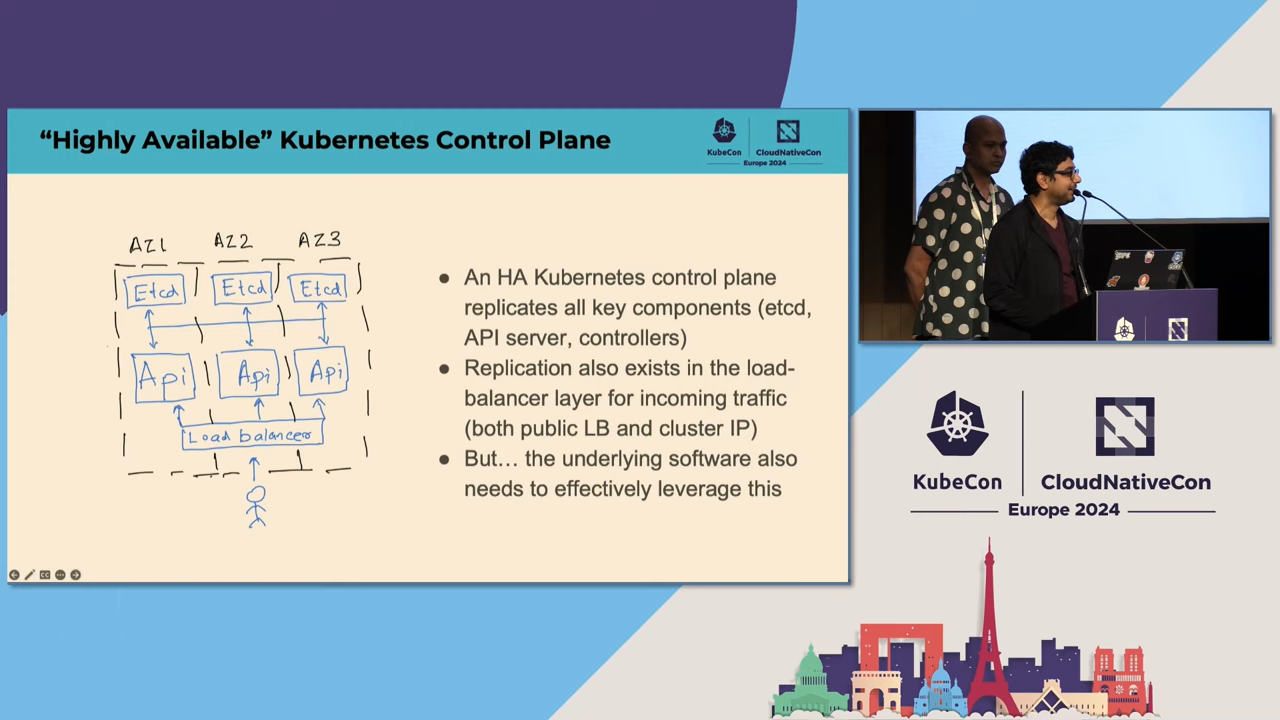 “Highly Available” Kubernetes Control Plane
KubeCon
CloudNativeCon
Europe 2024
AZ1 AZ2 AZ3
Etcd Etcd Etcd
Api Api Api
Load balancer
● An HA Kubernetes control plane
replicates all key components (etcd,
API server, controllers)
● Replication also exists in the load-
balancer layer for incoming traffic
(both public LB and cluster IP)
● But… the underlying software also
needs to effectively leverage this
KubeCon
CloudNativeCon
Europe 2024